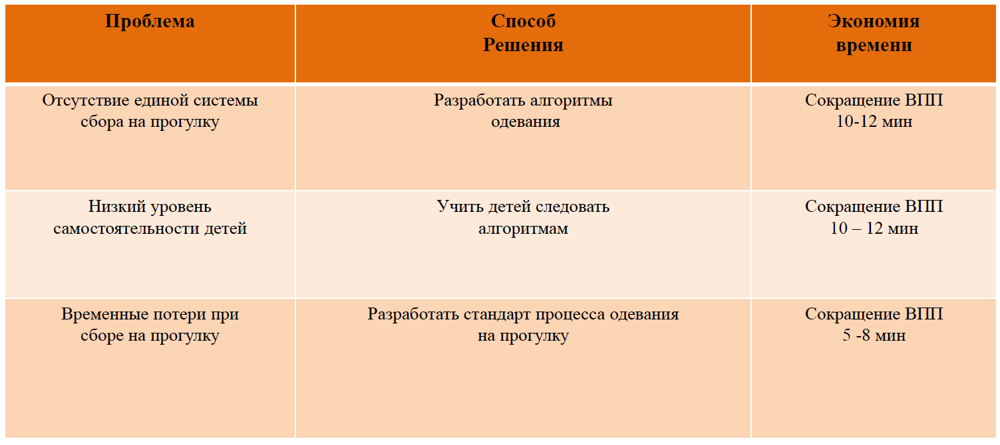 Проблема
Способ
Решения
Экономия
времени
Отсутствие единой системы
сбора на прогулку
Разработать алгоритмы
одевания
Сокращение ВПП
10-12 мин
Низкий уровень
самостоятельности детей
Учить детей следовать
алгоритмам
Сокращение ВПП
10 – 12 мин
Временные потери при
сборе на прогулку
Разработать стандарт процесса одевания
на прогулку
Сокращение ВПП
5 -8 мин